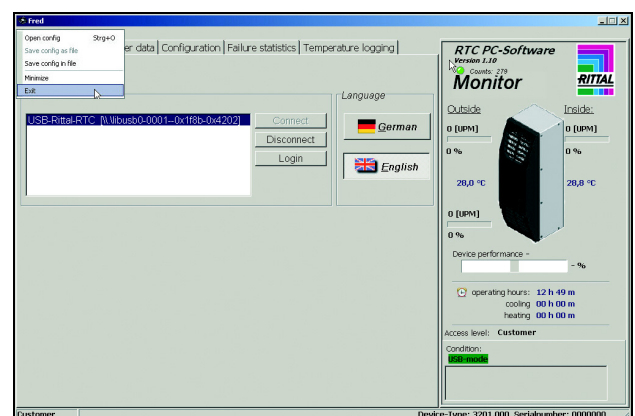 Fred
Open config Strg+O
Save config as file
Save config in file
Minimize
Exit
er data Configuration Failure statistics Temperature logging
USB-Rittal-RTC [\\.\libusb0-0001--0x1f8b-0x4202]
Connect
Disconnect
Login
Language
German
English
RTC PC-Software
Version 1.10
Counts: 279
Monitor
RITTAL
Outside Inside:
0 [UPM] 0 [UPM]
0 % 0 %
28,0 °C 28,8 °C
0 [UPM]
0 %
Device performance -
- %
operating hours: 12 h 49 m
cooling 00 h 00 m
heating 00 h 00 m
Access level: Customer
Condition:
USB-mode
Customer Device-Type: 3201.000, Serialnumber: 0000000